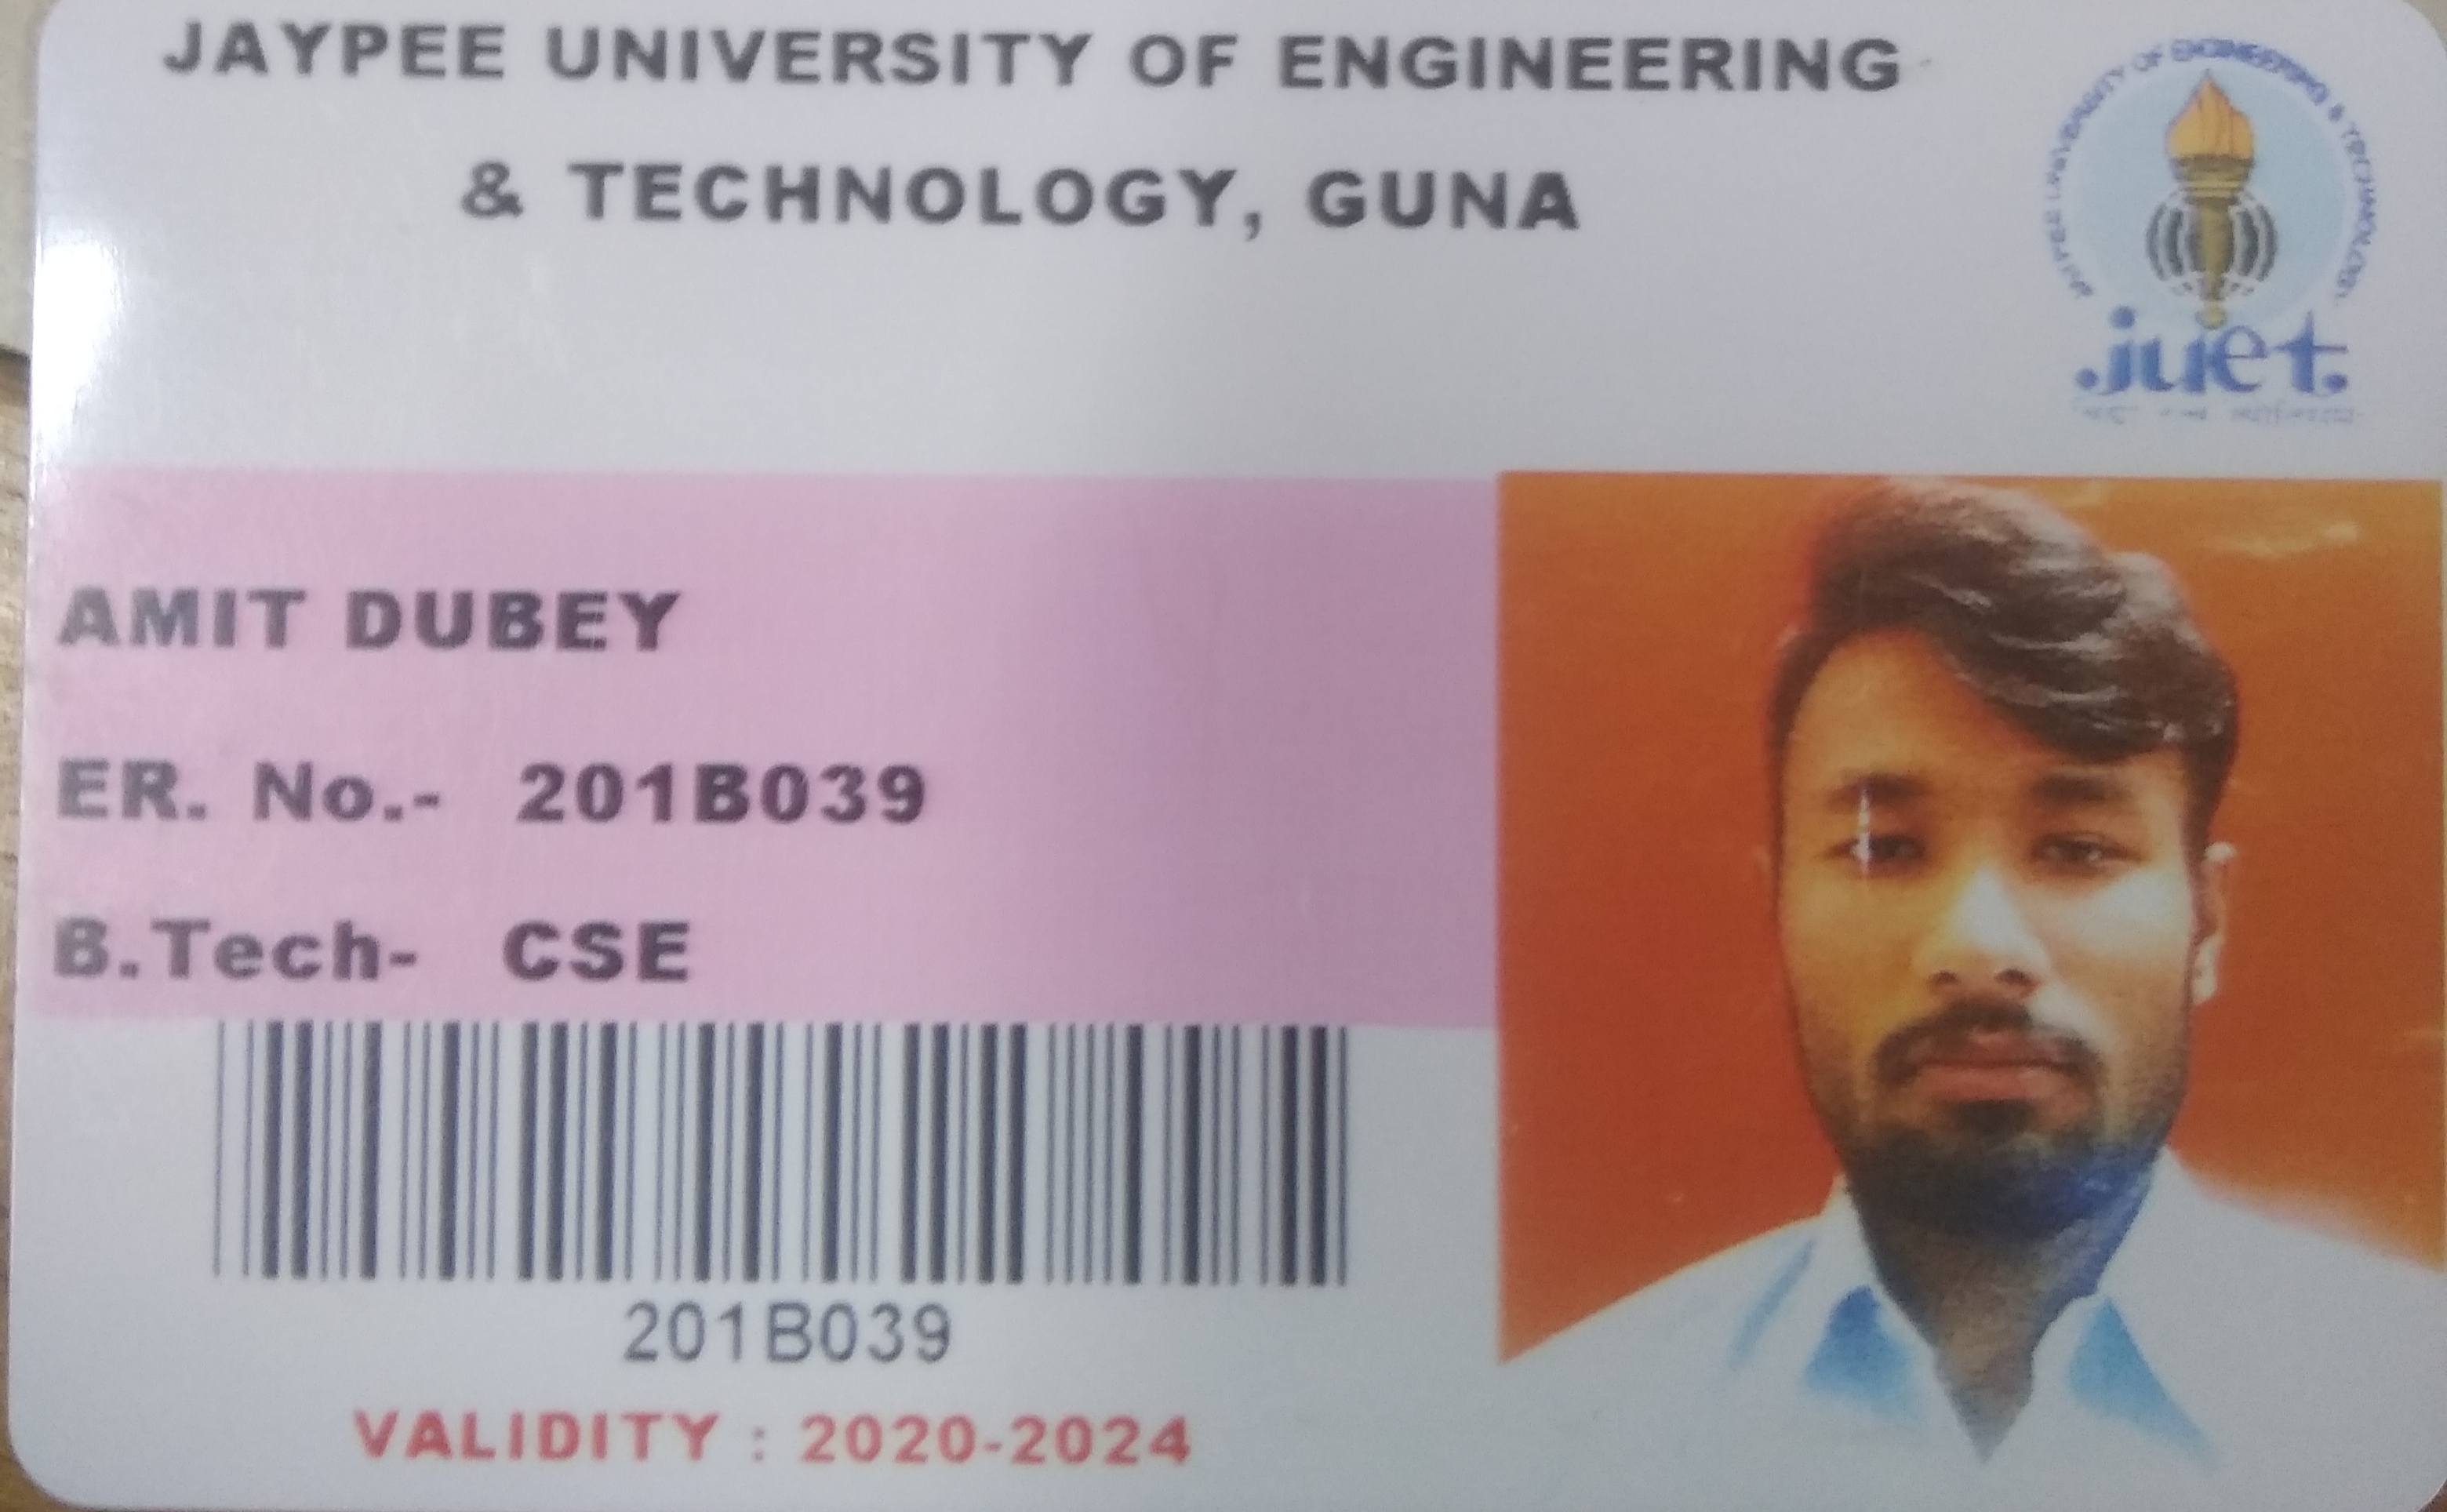 JAYPEE UNIVERSITY OF ENGINEERING
& TECHNOLOGY, GUNA
JAYPEE UNIVERSITY OF ENGINEERING & TECHNOLOGY
.juet.
AMIT DUBEY
ER. No.- 201B039
B.Tech- CSE
201B039
VALIDITY : 2020-2024